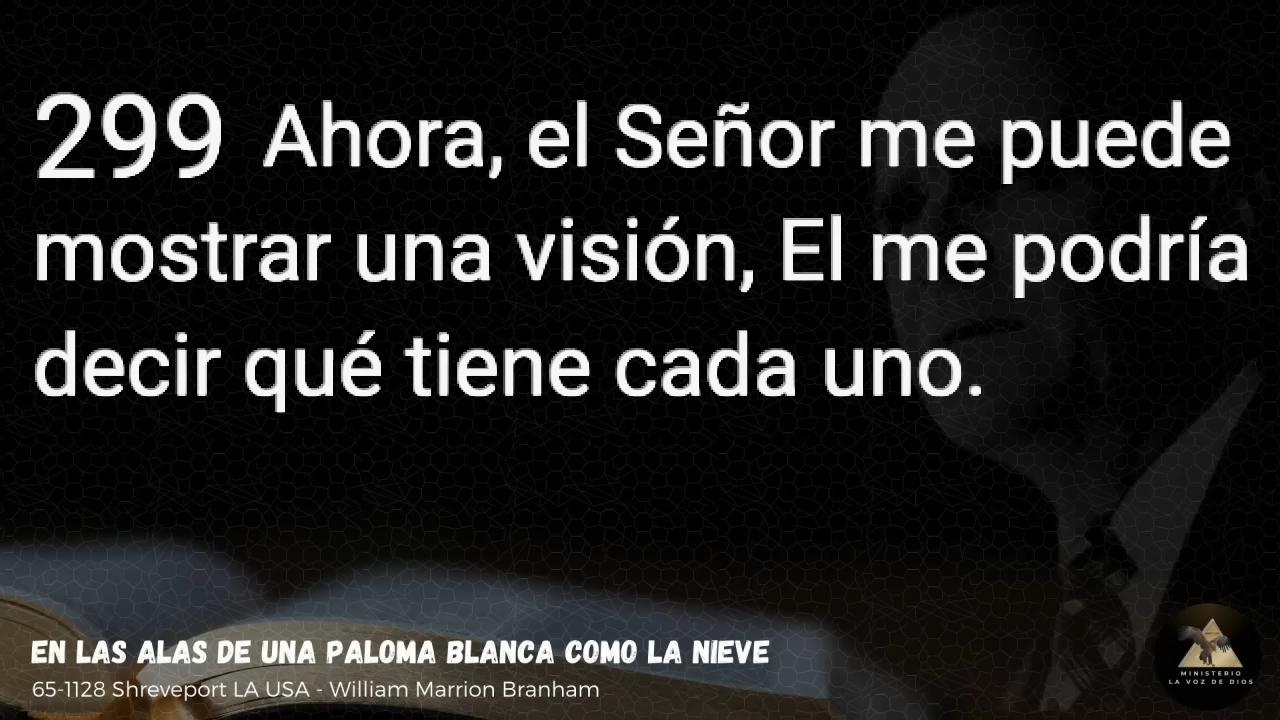 299 Ahora, el Señor me puede
mostrar una visión, El me podría
decir qué tiene cada uno.
EN LAS ALAS DE UNA PALOMA BLANCA COMO LA NIEVE
65-1128 Shreveport LA USA - William Marrion Branham
MINISTERIO
LA VOZ DE DIOS